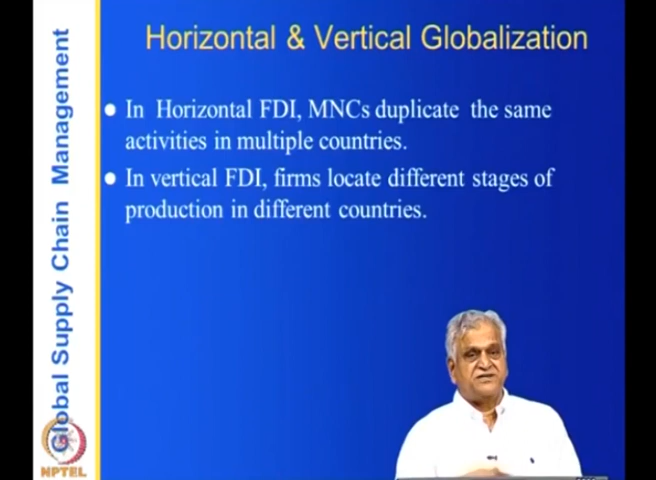 Horizontal & Vertical Globalization
In Horizontal FDI, MNCs duplicate the same
activities in multiple countries.
In vertical FDI, firms locate different stages of
production in different countries.
Global Supply Chain Management
NPTEL